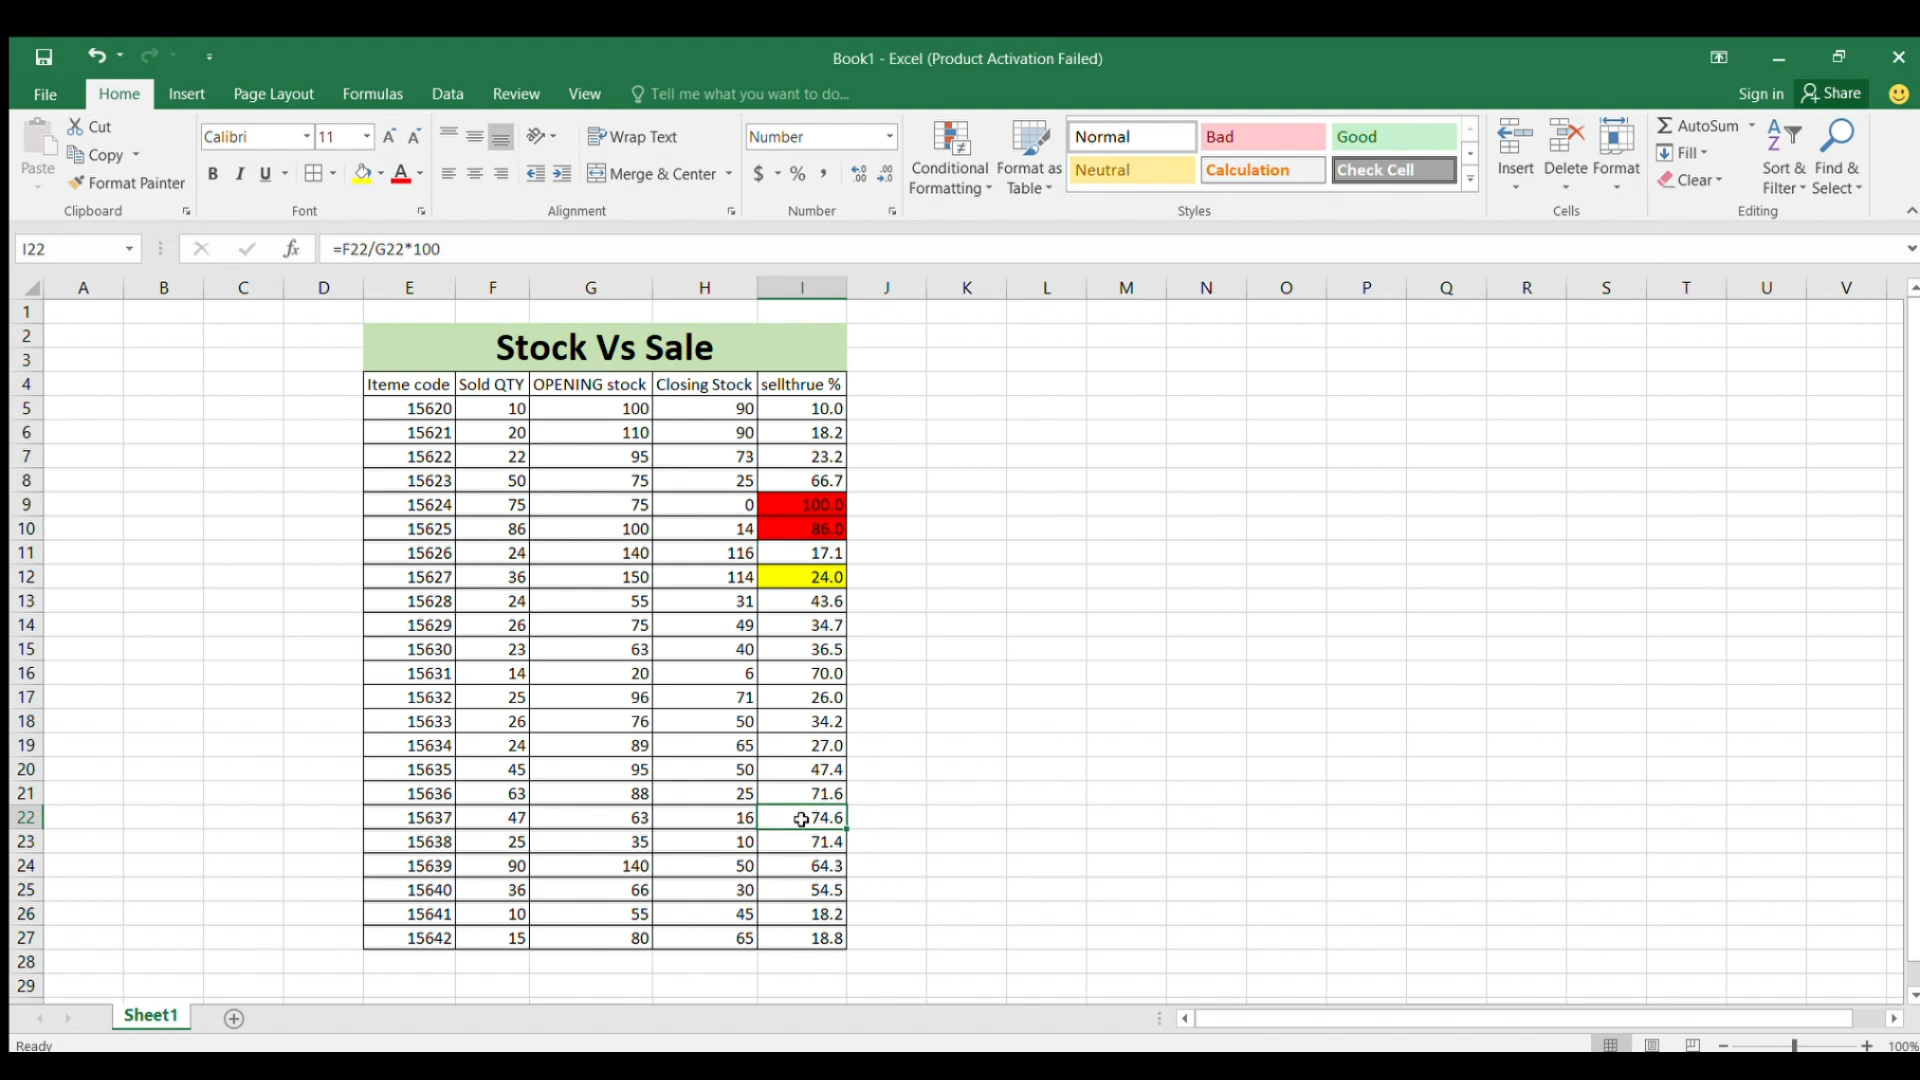 Book1 - Excel (Product Activation Failed)
File Home Insert Page Layout Formulas Data Review View Tell me what you want to do... Sign in Share
Paste Cut Copy Format Painter Clipboard
Calibri 11 A A B I U A Font
Wrap Text Merge & Center Alignment
Number $ % , Number
Conditional Formatting Format as Table Normal Bad Good Neutral Calculation Check Cell Styles
Insert Delete Format Cells
AutoSum Fill Clear Sort & Filter Find & Select Editing
I22 fx =F22/G22*100
A B C D E F G H I J K L M N O P Q R S T U V
1
2 Stock Vs Sale
3
4 Iteme code Sold QTY OPENING stock Closing Stock sellthrue %
5 15620 10 100 90 10.0
6 15621 20 110 90 18.2
7 15622 22 95 73 23.2
8 15623 50 75 25 66.7
9 15624 75 75 0 100.0
10 15625 86 100 14 86.0
11 15626 24 140 116 17.1
12 15627 36 150 114 24.0
13 15628 24 55 31 43.6
14 15629 26 75 49 34.7
15 15630 23 63 40 36.5
16 15631 14 20 6 70.0
17 15632 25 96 71 26.0
18 15633 26 76 50 34.2
19 15634 24 89 65 27.0
20 15635 45 95 50 47.4
21 15636 63 88 25 71.6
22 15637 47 63 16 74.6
23 15638 25 35 10 71.4
24 15639 90 140 50 64.3
25 15640 36 66 30 54.5
26 15641 10 55 45 18.2
27 15642 15 80 65 18.8
28
29
Sheet1
Ready 100%